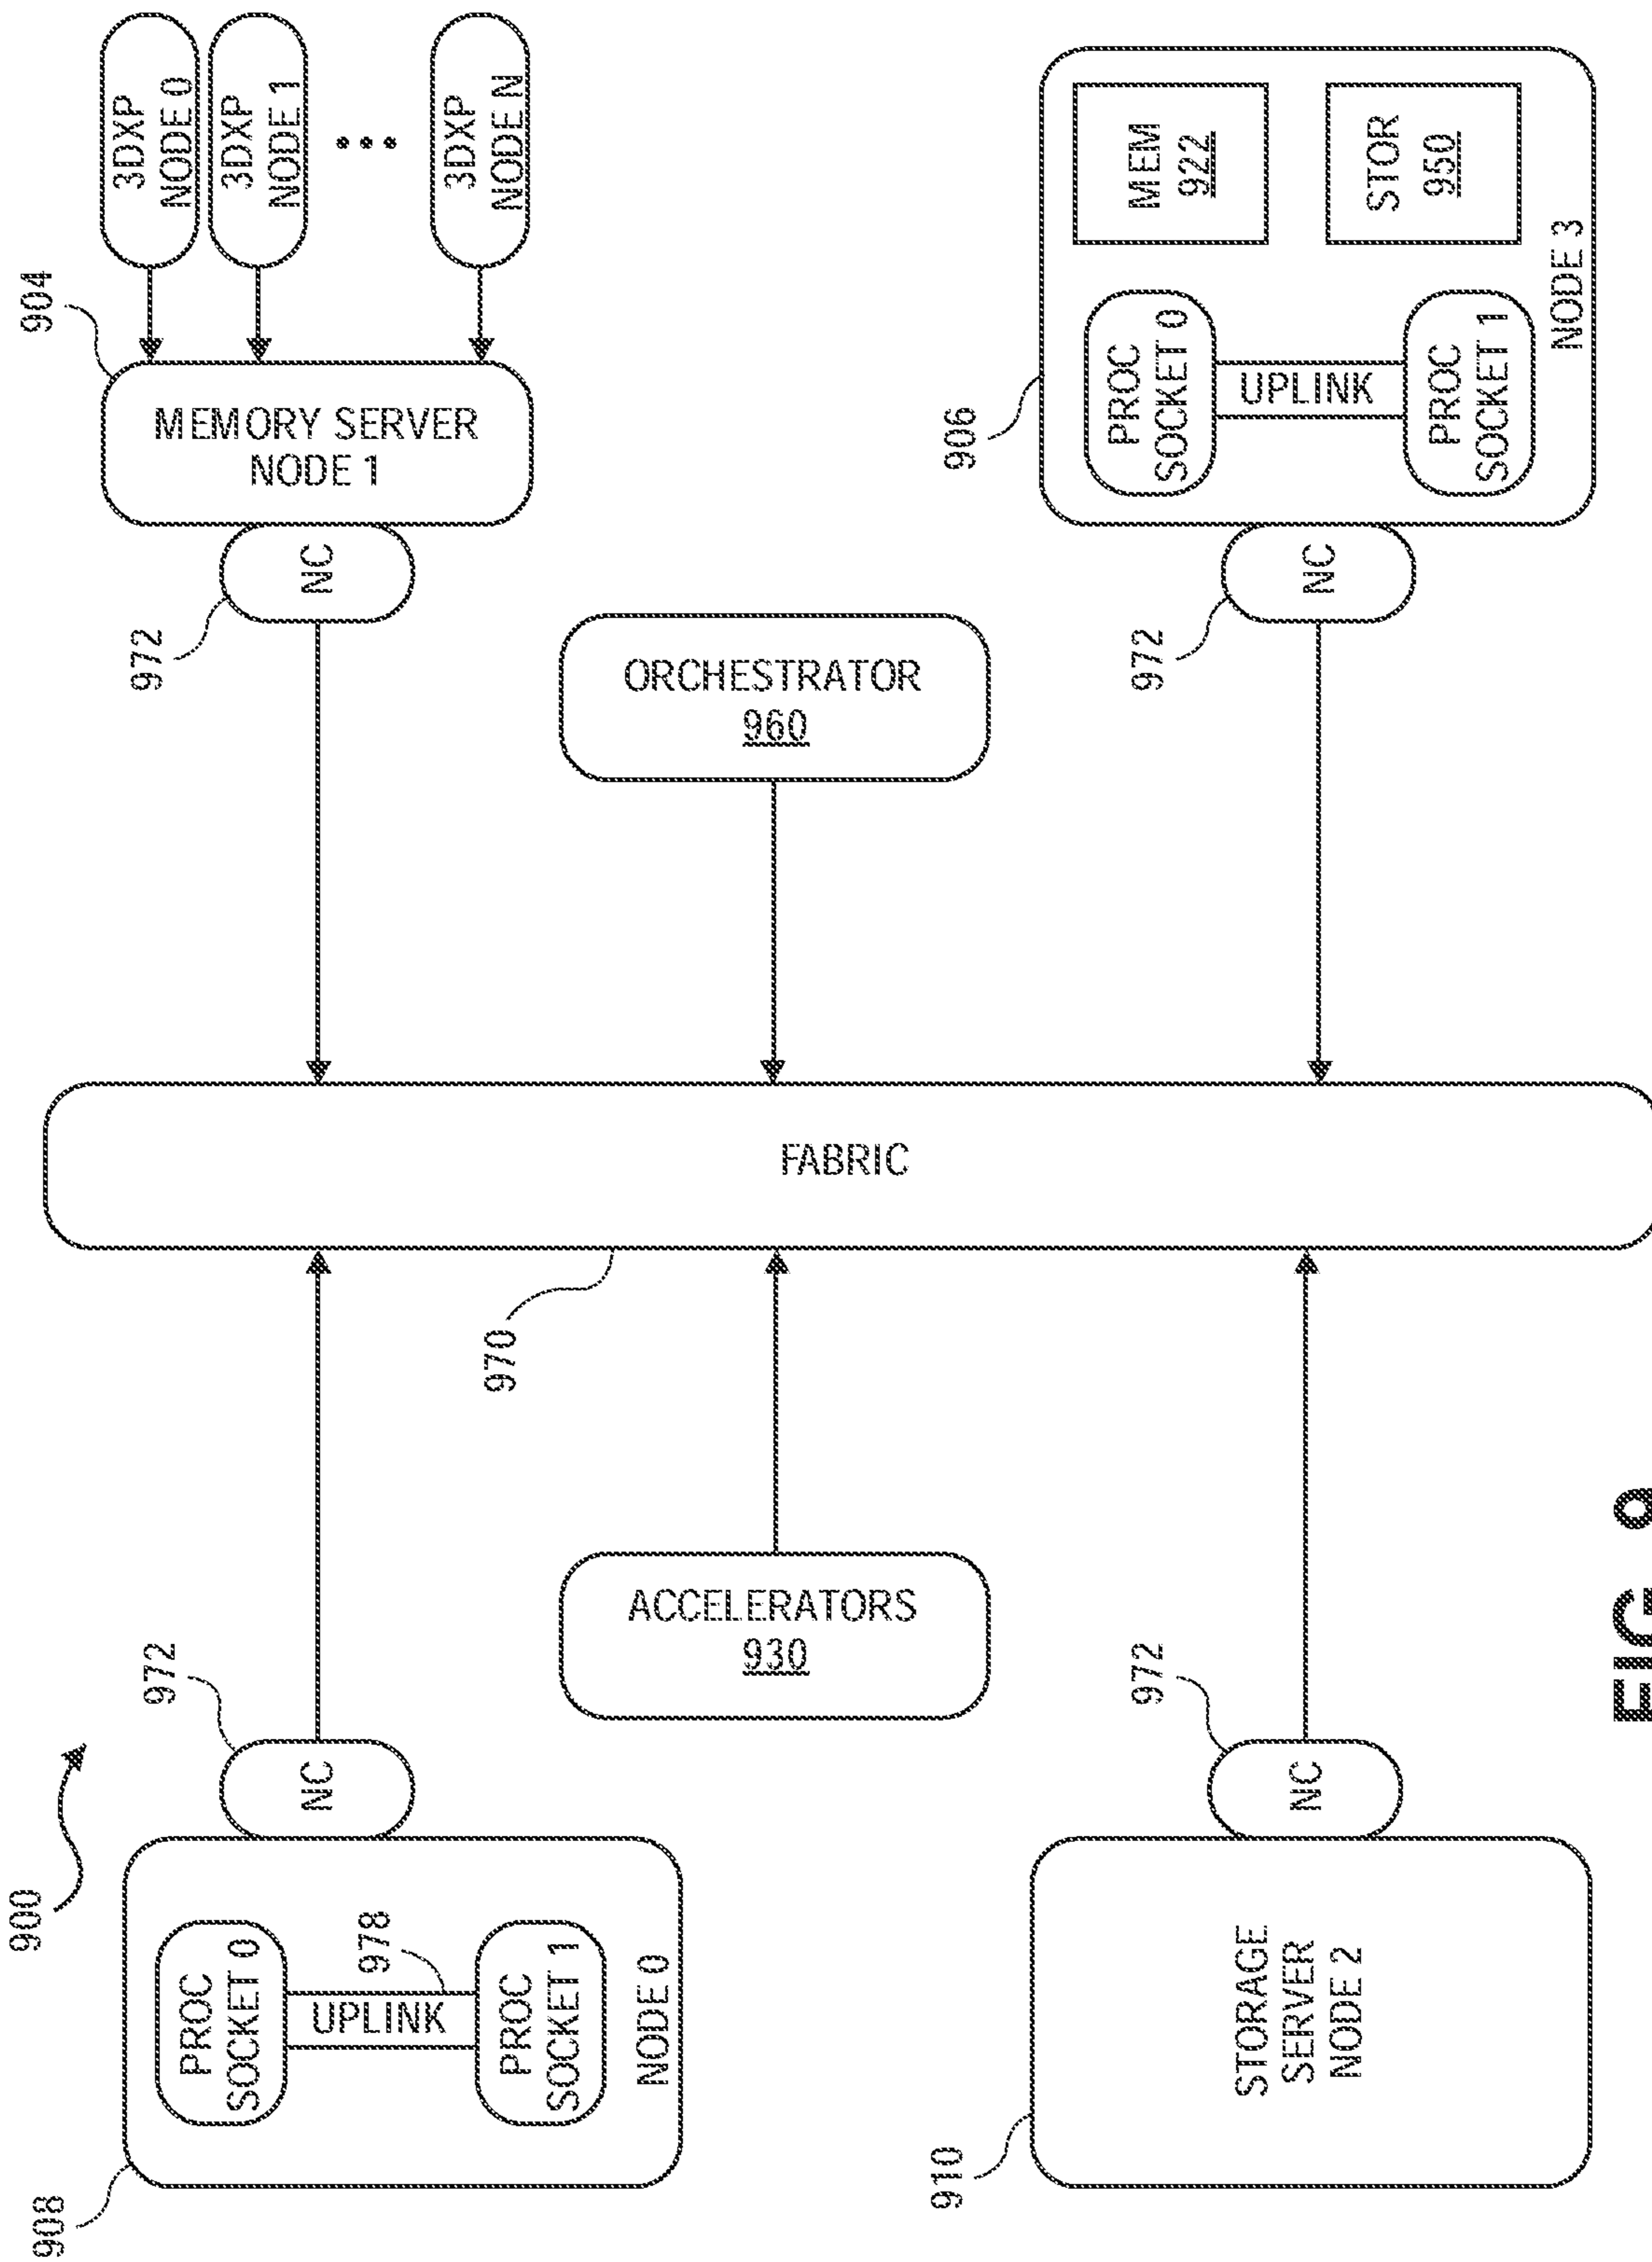 900
908
PROC
SOCKET 0
UPLINK
978
PROC
SOCKET 1
NODE 0
NC
972
904
MEMORY SERVER
NODE 1
NC
972
3DXP
NODE 0
3DXP
NODE 1
•••
3DXP
NODE N
ACCELERATORS
930
970
FABRIC
ORCHESTRATOR
960
910
STORAGE
SERVER
NODE 2
NC
972
906
NC
972
PROC
SOCKET 0
UPLINK
PROC
SOCKET 1
MEM
922
STOR
950
NODE 3
FIG. 9